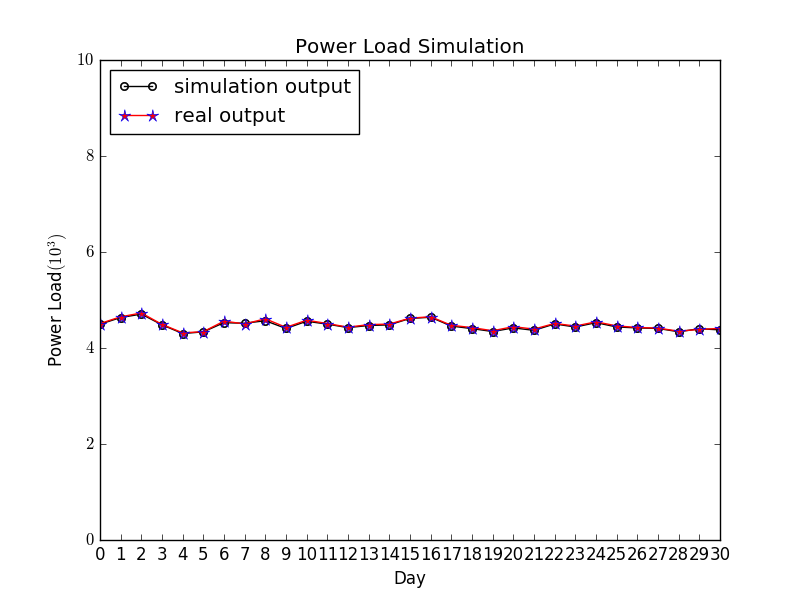 Power Load Simulation
simulation output
real output
10
8
6
4
2
0
Power Load(10³)
0 1 2 3 4 5 6 7 8 9 10 11 12 13 14 15 16 17 18 19 20 21 22 23 24 25 26 27 28 29 30
Day